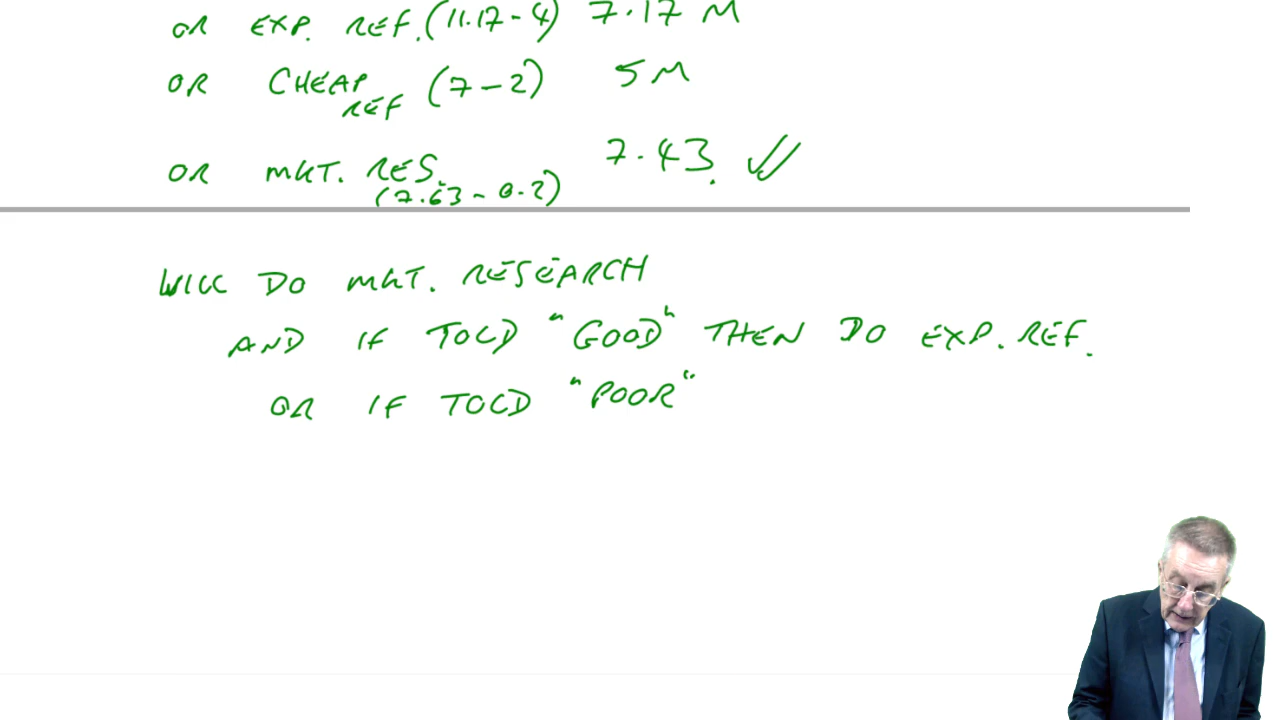 OR EXP. REF. (11.17 - 4) 7.17 M
OR CHEAP REF (7 - 2) 5 M
OR MKT. RES. (7.63 - 0.2) 7.43.
WILL DO MKT. RESEARCH
AND IF TOLD "GOOD" THEN DO EXP. REF.
OR IF TOLD "POOR"